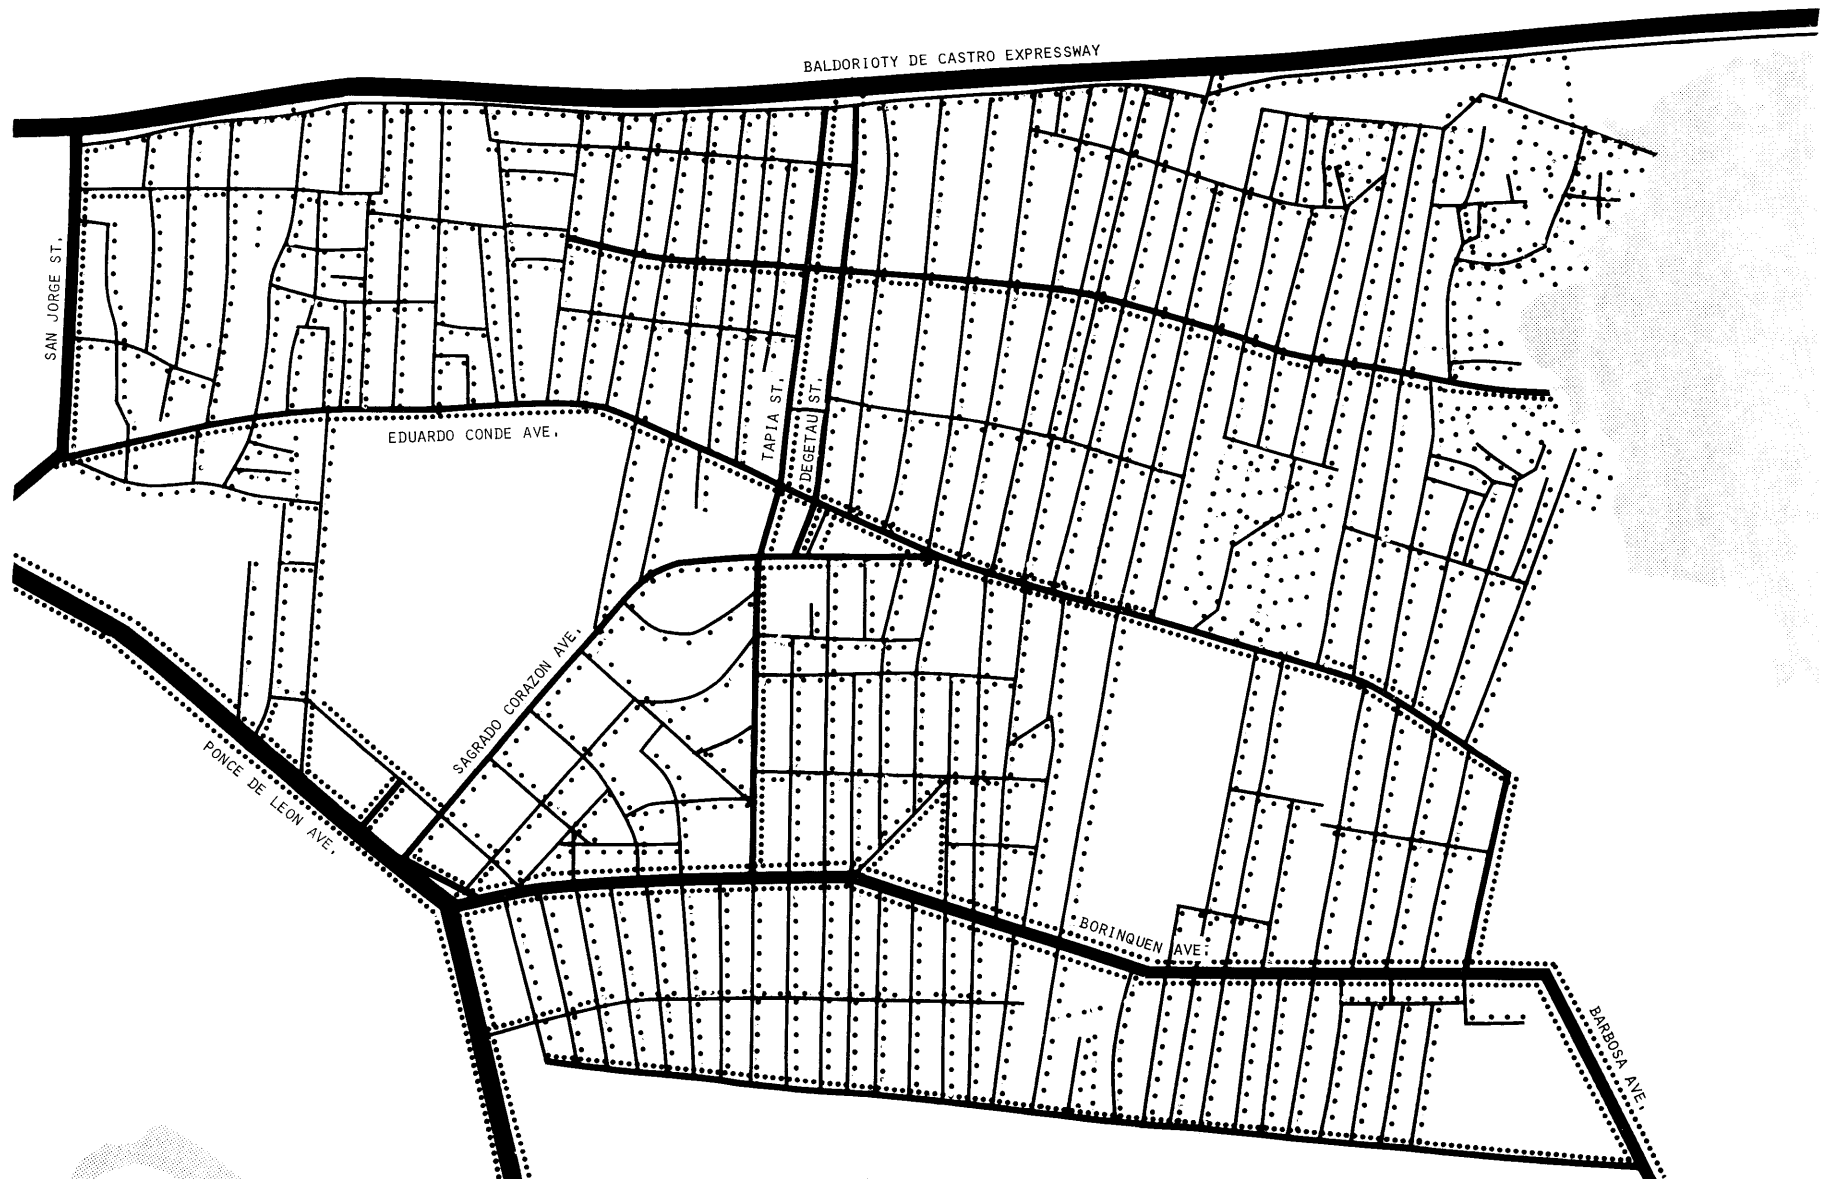 BALDORIOTY DE CASTRO EXPRESSWAY
SAN JORGE ST.
TAPIA ST.
DEGETAU ST.
EDUARDO CONDE AVE.
SAGRADO CORAZON AVE.
PONCE DE LEON AVE.
BORINQUEN AVE.
BARBOSA AVE.